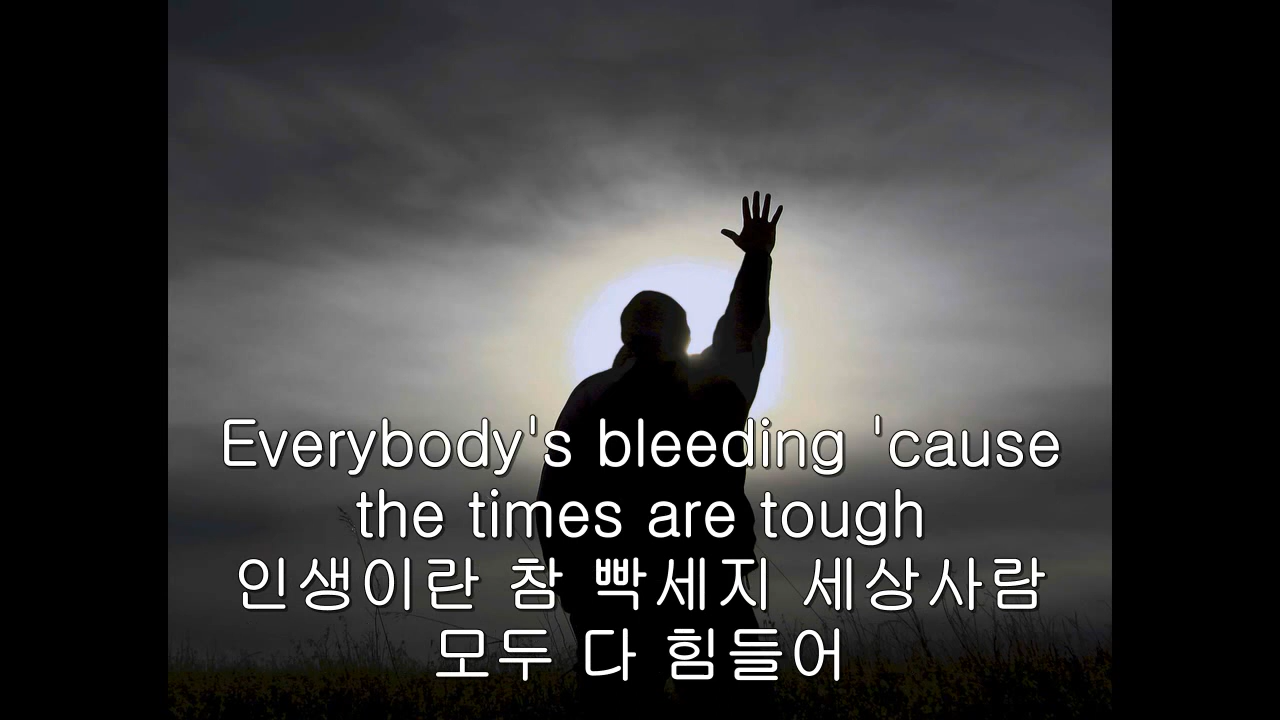 Everybody's bleeding 'cause
the times are tough
인생이란 참 빡세지 세상사람
모두 다 힘들어